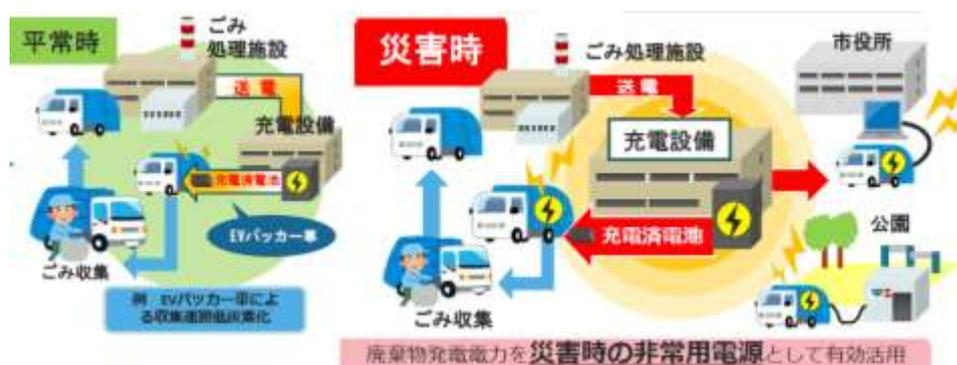 平常時
ごみ
処理施設
送電
充電設備
充電済電池
EVパッカー車
ごみ収集
例 EVパッカー車によ
る収集運搬低炭素化
災害時
ごみ処理施設
送電
充電設備
充電済電池
ごみ収集
市役所
公園
廃棄物発電電力を災害時の非常用電源として有効活用